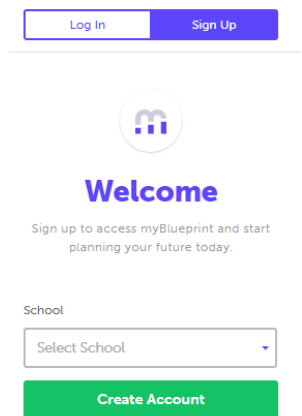 Log In Sign Up
Welcome
Sign up to access myBlueprint and start
planning your future today.
School
Select School
Create Account